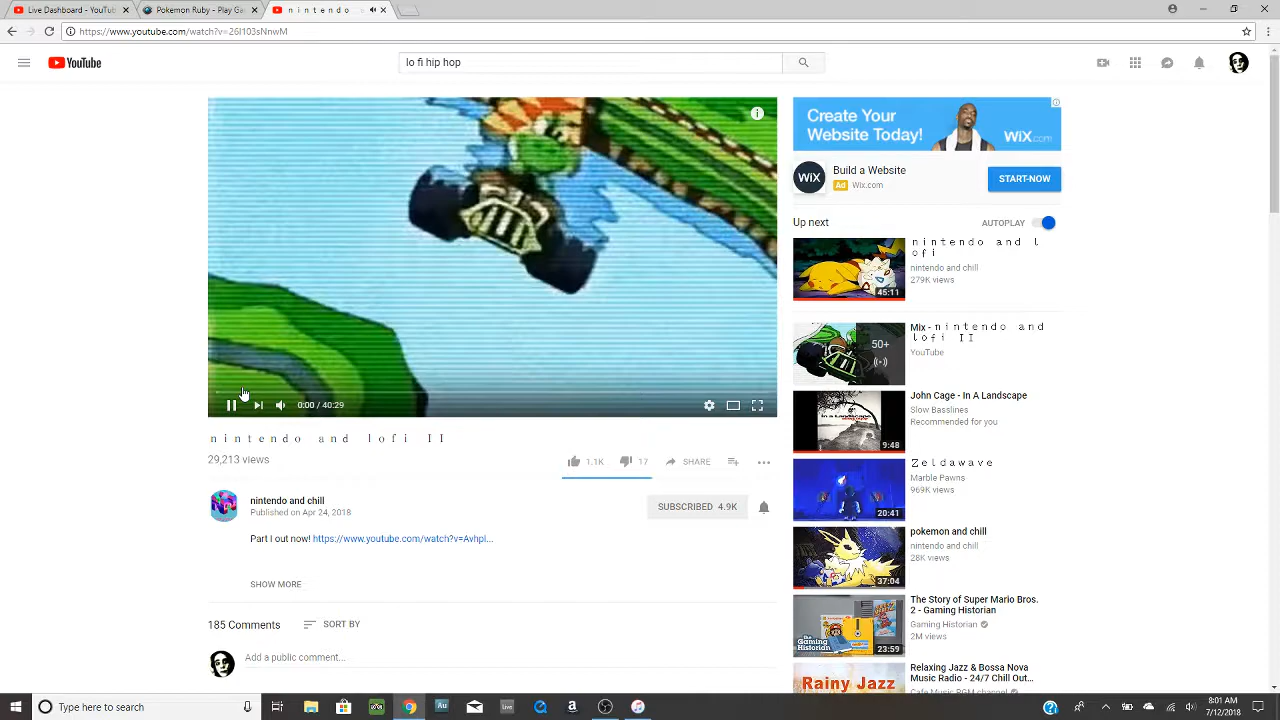 Live Dashboard - YouTub
Pokemon Ruby - Play Ga
n i n t e n d o
https://www.youtube.com/watch?v=26I103sNnwM
YouTube
lo fi hip hop
Create Your
Website Today!
WiX.com
WiX
Build a Website
Ad Wix.com
START-NOW
Up next
AUTOPLAY
n i n t e n d o a n d l
o f i
nintendo and chill
279K views
45:11
Mix - n i n t e n d o a n d
l o f i I I
YouTube
50+
John Cage - In A Landscape
Slow Basslines
Recommended for you
in a Landscape
9:48
Z e l d a w a v e
Marble Pawns
969K views
20:41
pokemon and chill
nintendo and chill
28K views
37:04
The Story of Super Mario Bros.
2 - Gaming Historian
Gaming Historian
2M views
The
Gaming
Historian
23:59
Relaxing Jazz & Bossa Nova
Music Radio - 24/7 Chill Out...
Cafe Music BGM channel
Rainy Jazz
0:00 / 40:29
n i n t e n d o a n d l o f i I I
29,213 views
1.1K
17
SHARE
nintendo and chill
Published on Apr 24, 2018
SUBSCRIBED 4.9K
Part I out now! https://www.youtube.com/watch?v=Avhpl...
SHOW MORE
185 Comments
SORT BY
Add a public comment...
Type here to search
Au
live
a
8:01 AM
7/12/2018